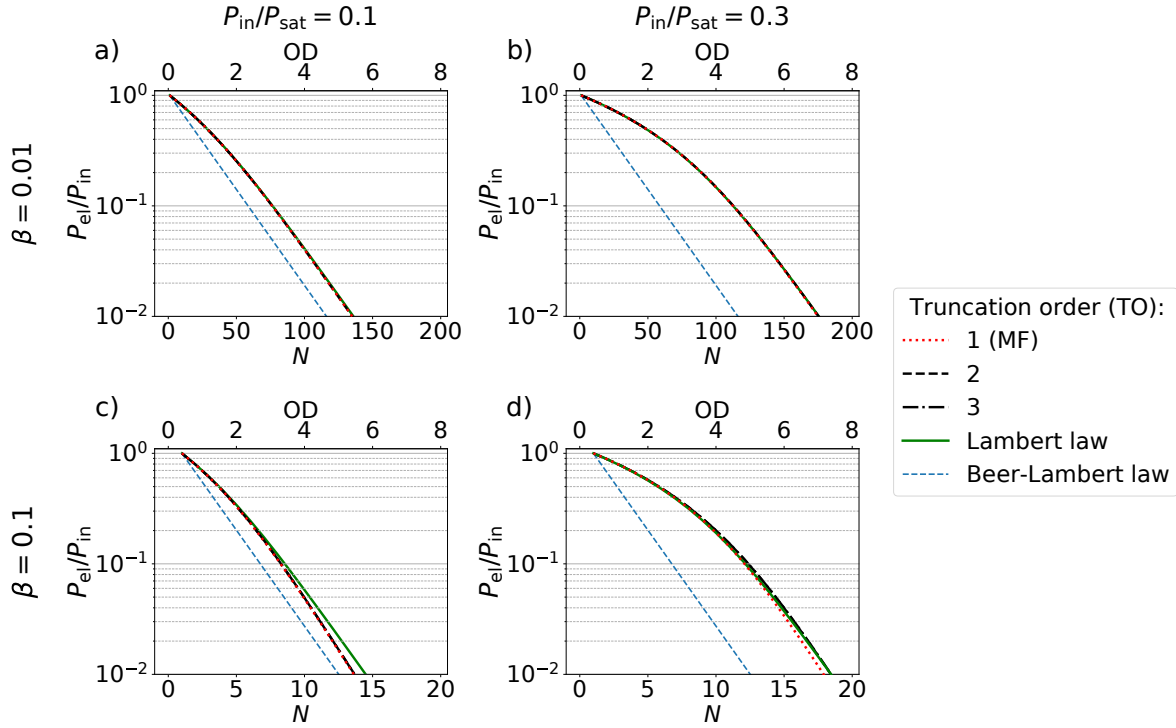 P_in/P_sat = 0.1
P_in/P_sat = 0.3
a)
OD
0 2 4 6 8
β = 0.01
P_el/P_in
10^0
10^−1
10^−2
0 50 100 150 200
N
b)
OD
0 2 4 6 8
P_el/P_in
10^0
10^−1
10^−2
0 50 100 150 200
N
c)
OD
0 2 4 6 8
β = 0.1
P_el/P_in
10^0
10^−1
10^−2
0 5 10 15 20
N
d)
OD
0 2 4 6 8
P_el/P_in
10^0
10^−1
10^−2
0 5 10 15 20
N
Truncation order (TO):
1 (MF)
2
3
Lambert law
Beer-Lambert law